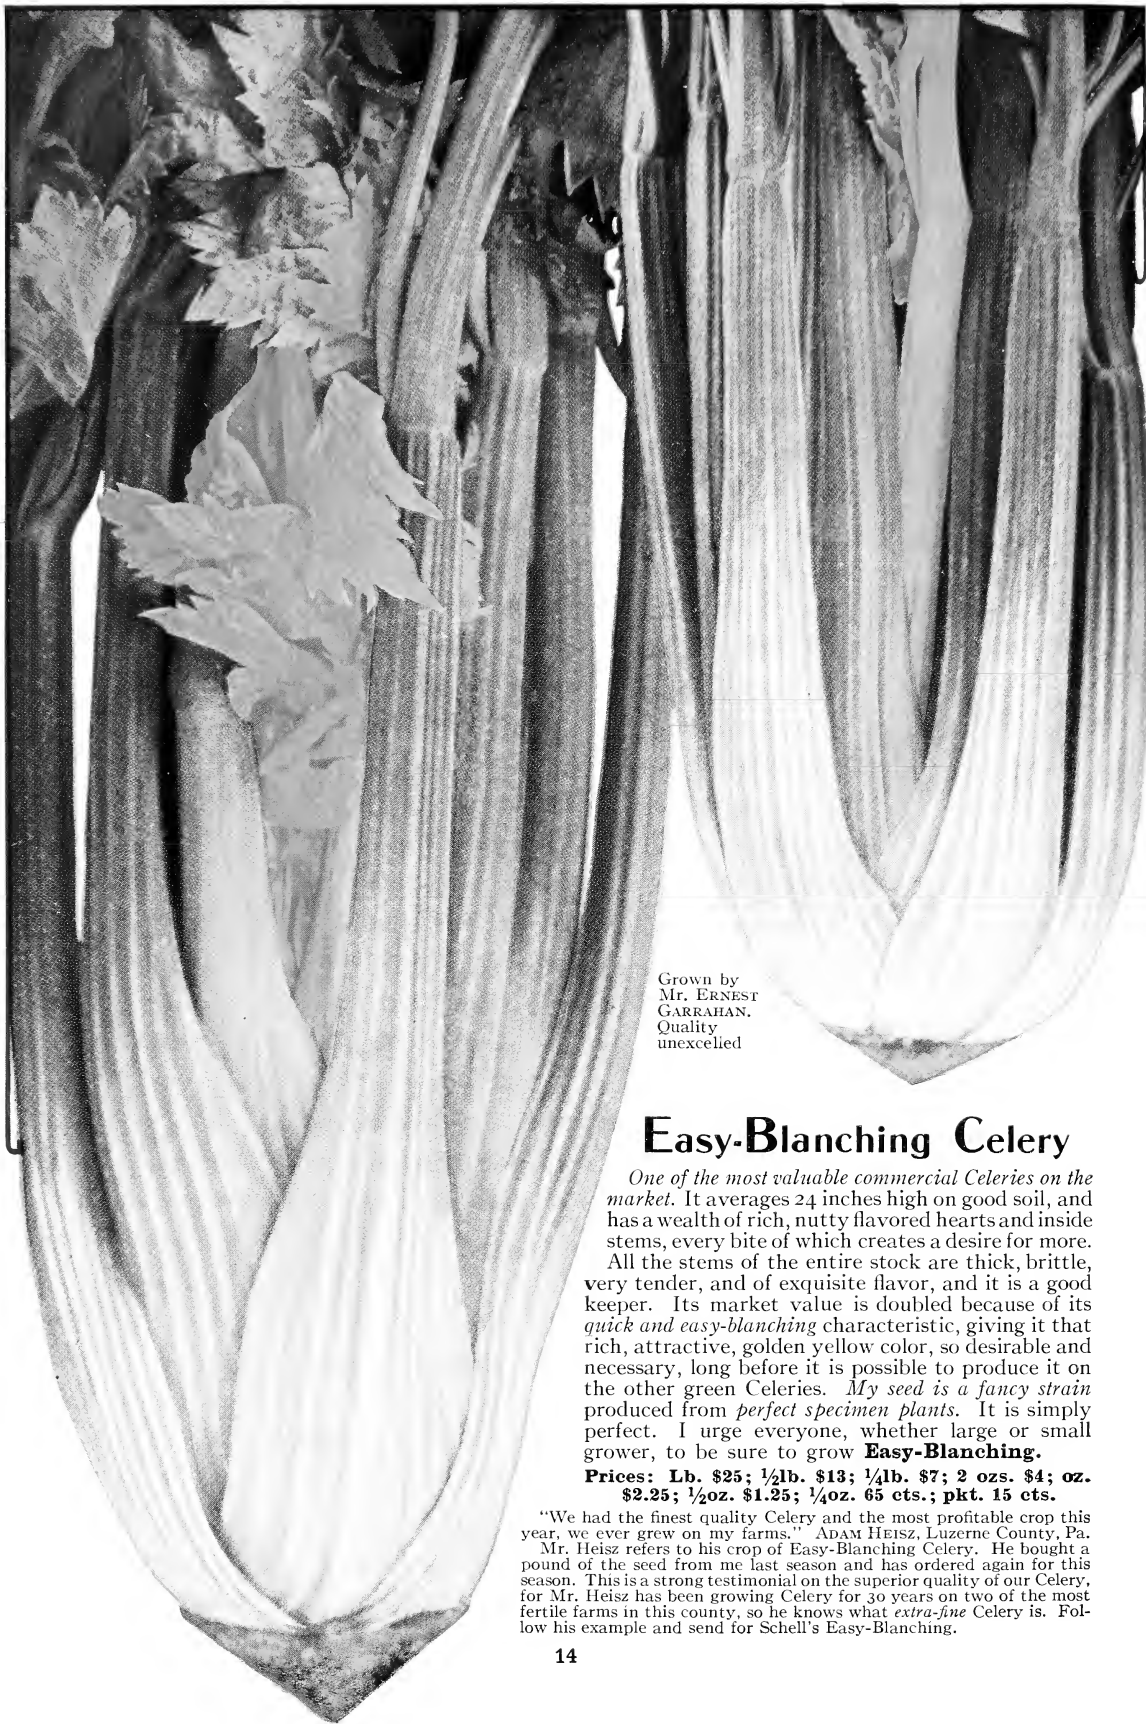 Grown by
Mr. ERNEST
GARRAHAN.
Quality
unexcelled
Easy-Blanching Celery
One of the most valuable commercial Celeries on the
market. It averages 24 inches high on good soil, and
has a wealth of rich, nutty flavored hearts and inside
stems, every bite of which creates a desire for more.
All the stems of the entire stock are thick, brittle,
very tender, and of exquisite flavor, and it is a good
keeper. Its market value is doubled because of its
quick and easy-blanching characteristic, giving it that
rich, attractive, golden yellow color, so desirable and
necessary, long before it is possible to produce it on
the other green Celeries. My seed is a fancy strain
produced from perfect specimen plants. It is simply
perfect. I urge everyone, whether large or small
grower, to be sure to grow Easy-Blanching.
Prices: Lb. $25; ½lb. $13; ¼lb. $7; 2 ozs. $4; oz.
$2.25; ½oz. $1.25; ¼oz. 65 cts.; pkt. 15 cts.
"We had the finest quality Celery and the most profitable crop this
year, we ever grew on my farms." ADAM HEISZ, Luzerne County, Pa.
Mr. Heisz refers to his crop of Easy-Blanching Celery. He bought a
pound of the seed from me last season and has ordered again for this
season. This is a strong testimonial on the superior quality of our Celery,
for Mr. Heisz has been growing Celery for 30 years on two of the most
fertile farms in this county, so he knows what extra-fine Celery is. Fol-
low his example and send for Schell's Easy-Blanching.
14